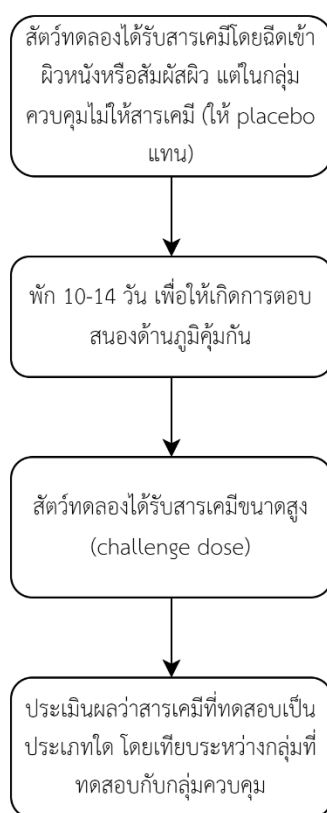 สัตว์ทดลองได้รับสารเคมีโดยฉีดเข้า
ผิวหนังหรือสัมผัสผิว แต่ในกลุ่ม
ควบคุมไม่ให้สารเคมี (ให้ placebo
แทน)
พัก 10-14 วัน เพื่อให้เกิดการตอบ
สนองด้านภูมิคุ้มกัน
สัตว์ทดลองได้รับสารเคมีขนาดสูง
(challenge dose)
ประเมินผลว่าสารเคมีที่ทดสอบเป็น
ประเภทใด โดยเทียบระหว่างกลุ่มที่
ทดสอบกับกลุ่มควบคุม